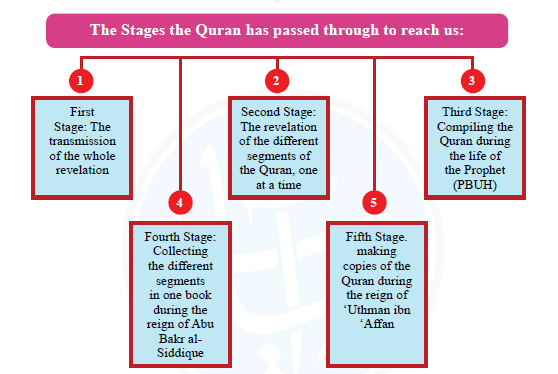 The Stages the Quran has passed through to reach us:
1
First
Stage: The
transmission
of the whole
revelation
2
Second Stage:
The revelation
of the different
segments of
the Quran, one
at a time
3
Third Stage:
Compiling the
Quran during
the life of
the Prophet
(PBUH)
4
Fourth Stage:
Collecting
the different
segments
in one book
during the
reign of Abu
Bakr al-
Siddique
5
Fifth Stage.
making
copies of the
Quran during
the reign of
‘Uthman ibn
‘Affan